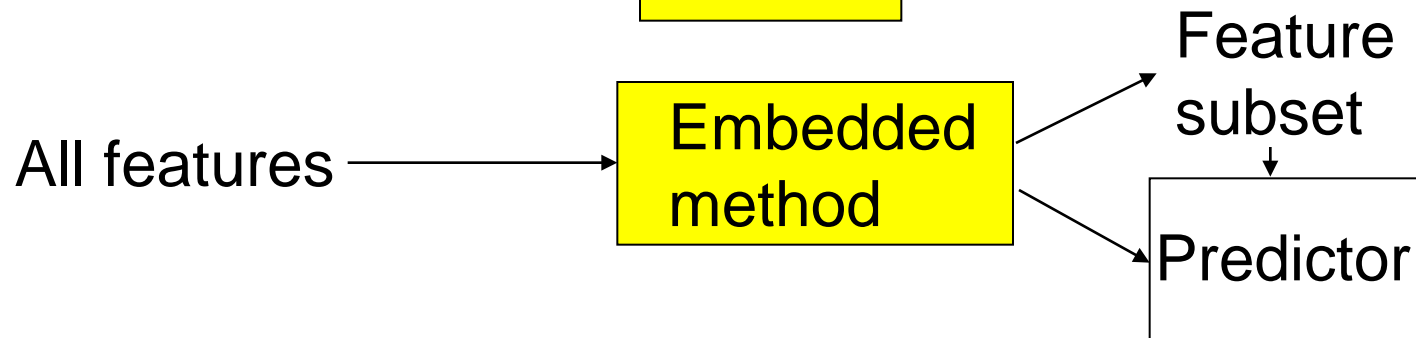 All features
Embedded
method
Feature
subset
Predictor